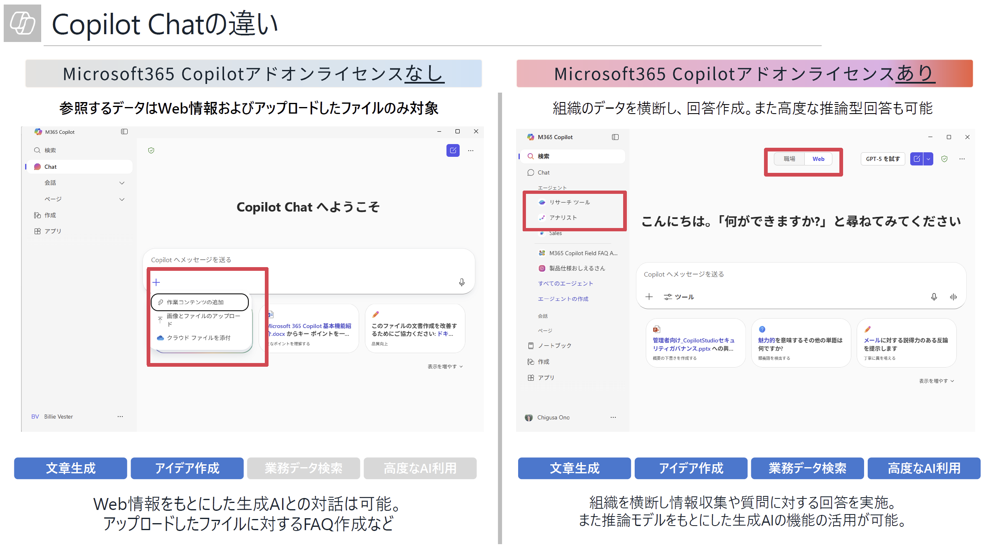 Copilot Chatの違い
Microsoft365 Copilotアドオンライセンスなし
参照するデータはWeb情報およびアップロードしたファイルのみ対象
M365 Copilot
検索
Chat
会話
ページ
作成
アプリ
Copilot Chat へようこそ
Copilot へメッセージを送る
作業コンテンツの追加
画像とファイルのアップロー
ド
クラウド ファイルを添付
Microsoft 365 Copilot 基本機能紹
介.docx からキー ポイントを一...
主なポイントを理解する
このファイルの文書作成を改善す
るためにご協力ください: ドキ...
品質向上
表示を増やす
BV Billie Vester
文章生成
アイデア作成
業務データ検索
高度なAI利用
Web情報をもとにした生成AIとの対話は可能。
アップロードしたファイルに対するFAQ作成など
Microsoft365 Copilotアドオンライセンスあり
組織のデータを横断し、回答作成。また高度な推論型回答も可能
M365 Copilot
検索
Chat
エージェント
リサーチ ツール
アナリスト
Sales
M365 Copilot Field FAQ A...
製品仕様おしえるさん
すべてのエージェント
エージェントの作成
会話
ページ
ノートブック
作成
アプリ
Chigusa Ono
職場
Web
GPT-5 を試す
こんにちは。「何ができますか?」と尋ねてみてください
Copilot へメッセージを送る
ツール
管理者向け_CopilotStudioセキュ
リティガバナンス.pptx への興...
概要の下書きを作成する
魅力的を意味するその他の単語は
何ですか?
類義語を検出する
メールに対する説得力のある反論
を提示します
丁寧に異を唱える
表示を増やす
文章生成
アイデア作成
業務データ検索
高度なAI利用
組織を横断し情報収集や質問に対する回答を実施。
また推論モデルをもとにした生成AIの機能の活用が可能。